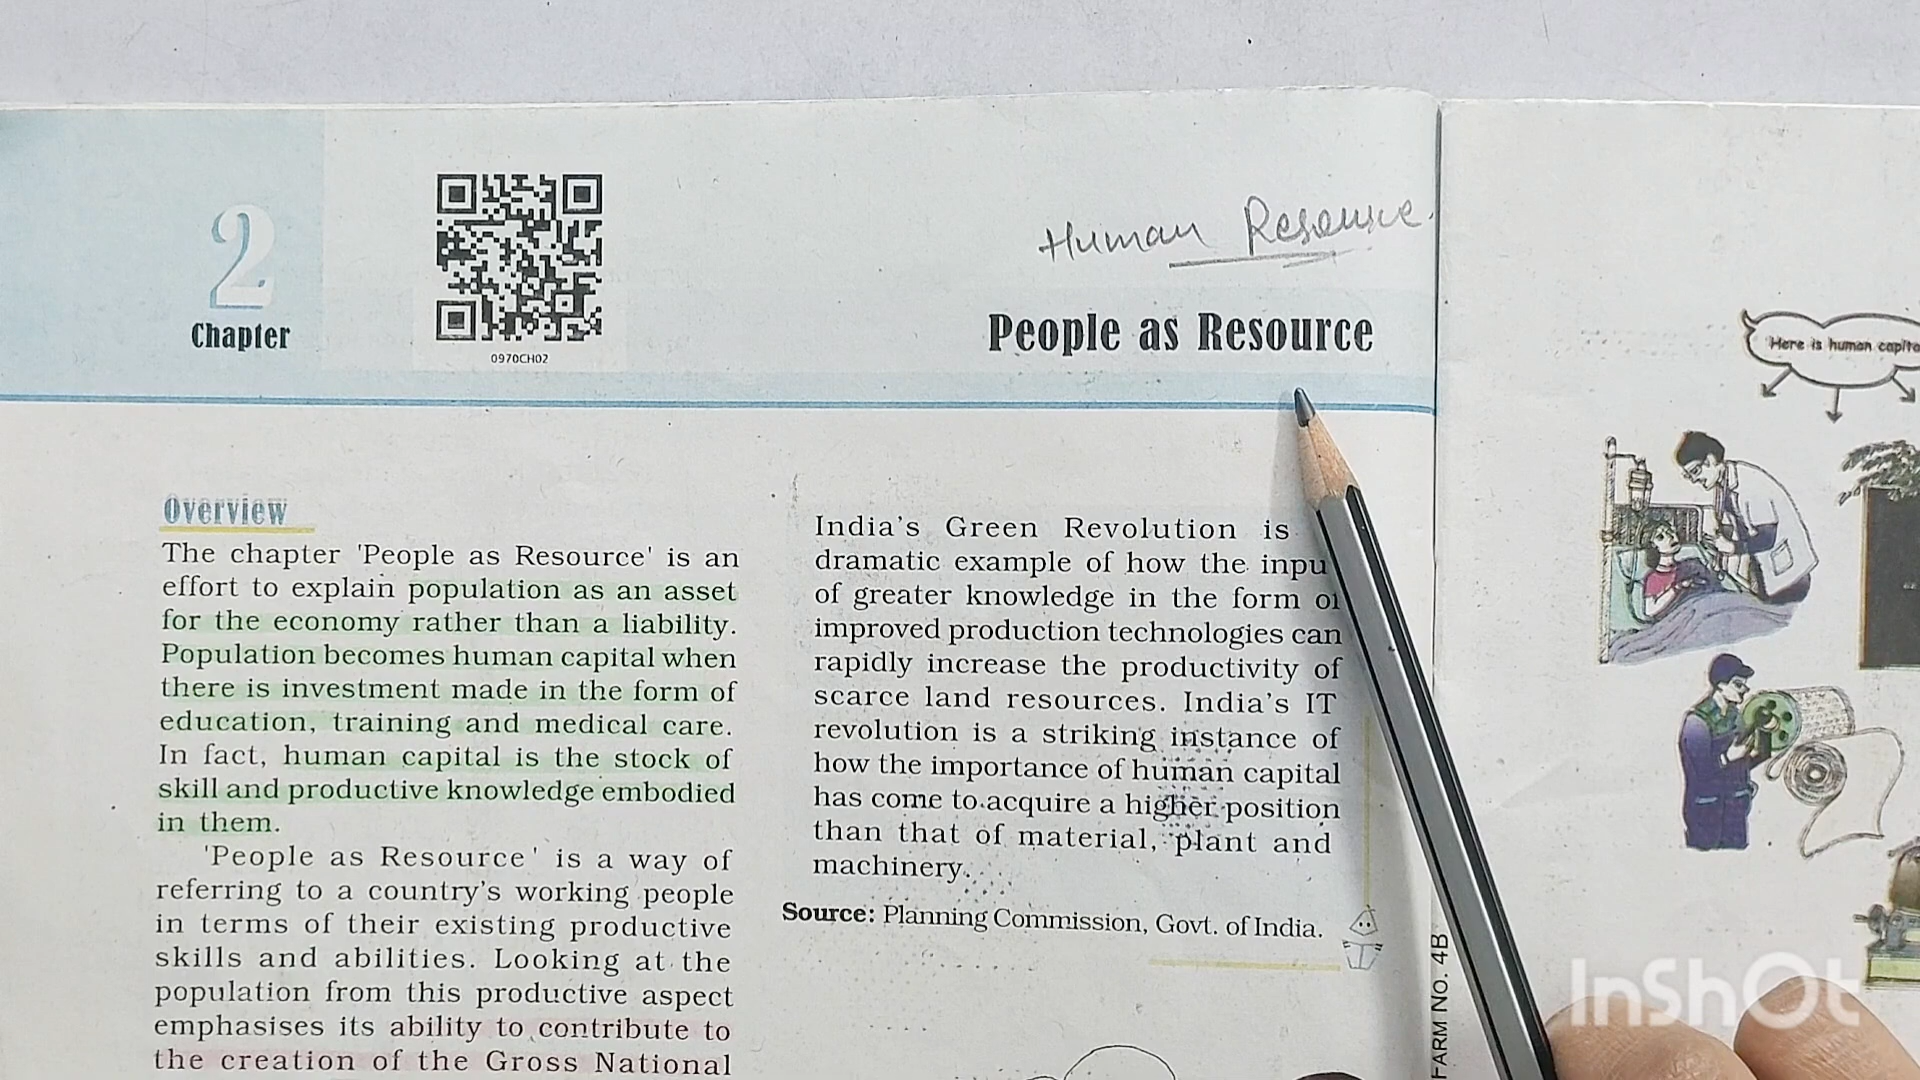 2
Chapter
0970CH02
Human Resource.
People as Resource
Overview
The chapter 'People as Resource' is an
effort to explain population as an asset
for the economy rather than a liability.
Population becomes human capital when
there is investment made in the form of
education, training and medical care.
In fact, human capital is the stock of
skill and productive knowledge embodied
in them.
'People as Resource' is a way of
referring to a country's working people
in terms of their existing productive
skills and abilities. Looking at the
population from this productive aspect
emphasises its ability to contribute to
the creation of the Gross National
India's Green Revolution is
dramatic example of how the inpu
of greater knowledge in the form of
improved production technologies can
rapidly increase the productivity of
scarce land resources. India's IT
revolution is a striking instance of
how the importance of human capital
has come to acquire a higher position
than that of material, plant and
machinery.
Source: Planning Commission, Govt. of India.
FARM NO. 4B
Here is human capita
InShOt